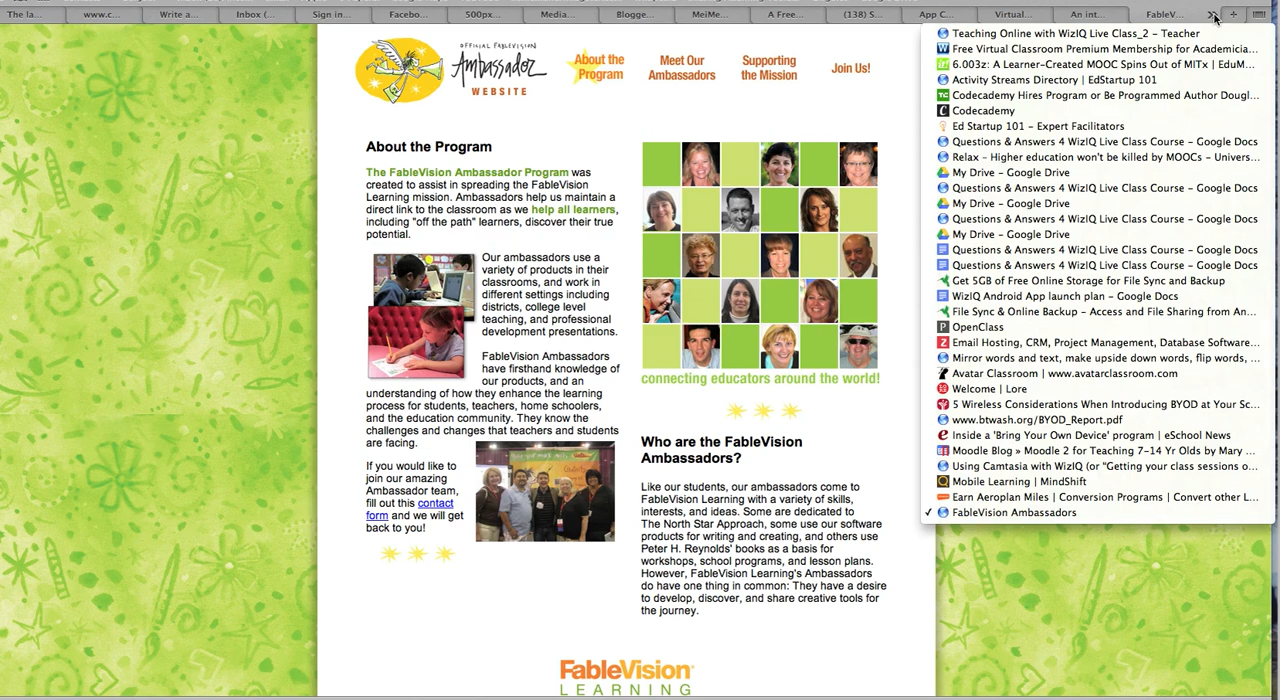 The la...
www.c...
Write a...
Inbox (...
Sign in...
Facebo...
500px...
Media...
Blogge...
MeiMe...
A Free...
(138) S...
App C...
Virtual...
An int...
FableV...
OFFICIAL FABLEVISION
Ambassador
WEBSITE
About the
Program
Meet Our
Ambassadors
Supporting
the Mission
Join Us!
About the Program
The FableVision Ambassador Program was
created to assist in spreading the FableVision
Learning mission. Ambassadors help us maintain a
direct link to the classroom as we help all learners,
including "off the path" learners, discover their true
potential.
Our ambassadors use a
variety of products in their
classrooms, and work in
different settings including
districts, college level
teaching, and professional
development presentations.
FableVision Ambassadors
have firsthand knowledge of
our products, and an
understanding of how they enhance the learning
process for students, teachers, home schoolers,
and the education community. They know the
challenges and changes that teachers and students
are facing.
If you would like to
join our amazing
Ambassador team,
fill out this contact
form and we will get
back to you!
connecting educators around the world!
Who are the FableVision
Ambassadors?
Like our students, our ambassadors come to
FableVision Learning with a variety of skills,
interests, and ideas. Some are dedicated to
The North Star Approach, some use our software
products for writing and creating, and others use
Peter H. Reynolds' books as a basis for
workshops, school programs, and lesson plans.
However, FableVision Learning's Ambassadors
do have one thing in common: They have a desire
to develop, discover, and share creative tools for
the journey.
FableVision
LEARNING
Teaching Online with WizIQ Live Class_2 – Teacher
Free Virtual Classroom Premium Membership for Academicia...
6.003z: A Learner-Created MOOC Spins Out of MITx | EduM...
Activity Streams Directory | EdStartup 101
Codecademy Hires Program or Be Programmed Author Dougl...
Codecademy
Ed Startup 101 – Expert Facilitators
Questions & Answers 4 WizIQ Live Class Course – Google Docs
Relax – Higher education won't be killed by MOOCs – Univers...
My Drive – Google Drive
Questions & Answers 4 WizIQ Live Class Course – Google Docs
My Drive – Google Drive
Questions & Answers 4 WizIQ Live Class Course – Google Docs
My Drive – Google Drive
Questions & Answers 4 WizIQ Live Class Course – Google Docs
Questions & Answers 4 WizIQ Live Class Course – Google Docs
Get 5GB of Free Online Storage for File Sync and Backup
WizIQ Android App launch plan – Google Docs
File Sync & Online Backup – Access and File Sharing from An...
OpenClass
Email Hosting, CRM, Project Management, Database Software...
Mirror words and text, make upside down words, flip words, ...
Avatar Classroom | www.avatarclassroom.com
Welcome | Lore
5 Wireless Considerations When Introducing BYOD at Your Sc...
www.btwash.org/BYOD_Report.pdf
Inside a 'Bring Your Own Device' program | eSchool News
Moodle Blog » Moodle 2 for Teaching 7-14 Yr Olds by Mary ...
Using Camtasia with WizIQ (or "Getting your class sessions o...
Mobile Learning | MindShift
Earn Aeroplan Miles | Conversion Programs | Convert other L...
✓ FableVision Ambassadors